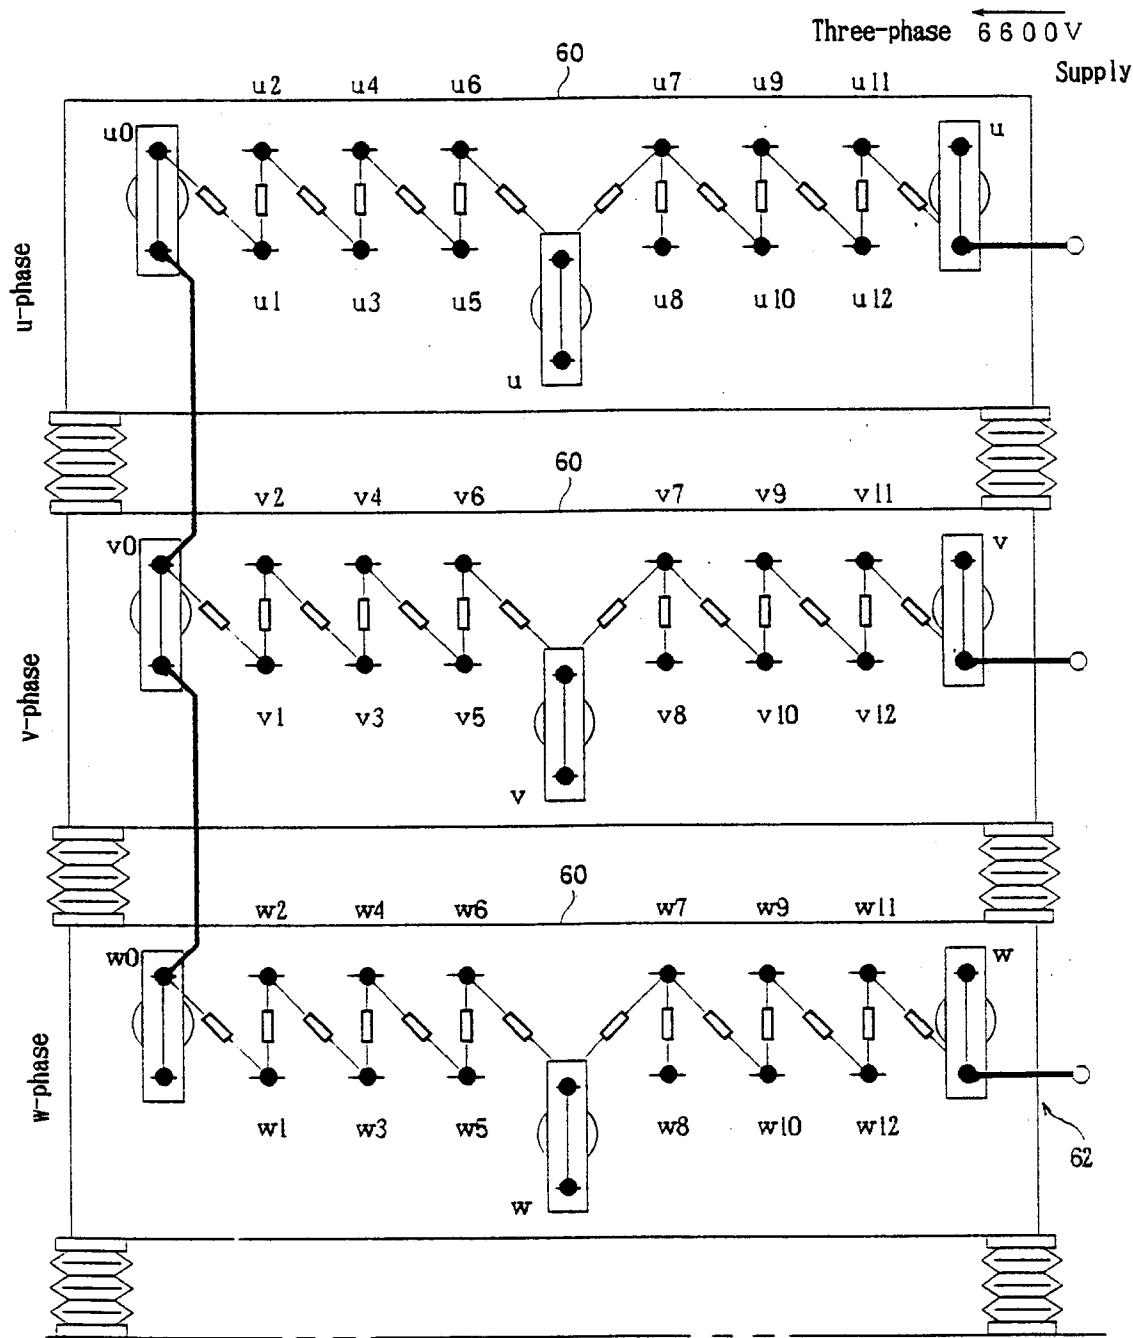 Three-phase 6600V
Supply
60
u2 u4 u6 u7 u9 u11
u0 u
u-phase
u1 u3 u5 u8 u10 u12
u
60
v2 v4 v6 v7 v9 v11
v0 v
v-phase
v1 v3 v5 v8 v10 v12
v
60
w2 w4 w6 w7 w9 w11
w0 w
w-phase
w1 w3 w5 w8 w10 w12
62
w